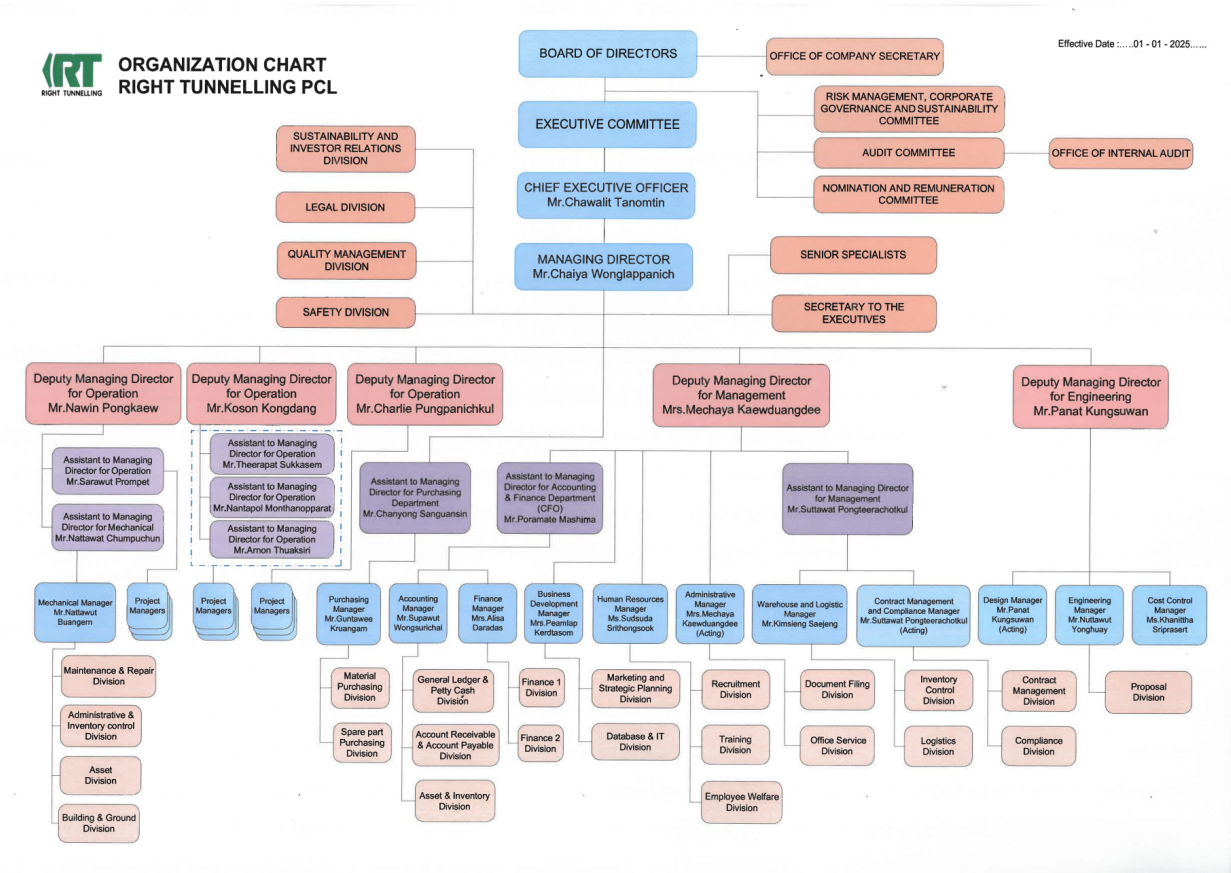 Effective Date :.....01 - 01 - 2025.....
RT
RIGHT TUNNELLING
ORGANIZATION CHART
RIGHT TUNNELLING PCL
BOARD OF DIRECTORS
OFFICE OF COMPANY SECRETARY
EXECUTIVE COMMITTEE
RISK MANAGEMENT, CORPORATE
GOVERNANCE AND SUSTAINABILITY
COMMITTEE
AUDIT COMMITTEE
OFFICE OF INTERNAL AUDIT
NOMINATION AND REMUNERATION
COMMITTEE
SUSTAINABILITY AND
INVESTOR RELATIONS
DIVISION
LEGAL DIVISION
QUALITY MANAGEMENT
DIVISION
SAFETY DIVISION
CHIEF EXECUTIVE OFFICER
Mr.Chawalit Tanomtin
MANAGING DIRECTOR
Mr.Chaiya Wonglappanich
SENIOR SPECIALISTS
SECRETARY TO THE
EXECUTIVES
Deputy Managing Director
for Operation
Mr.Nawin Pongkaew
Deputy Managing Director
for Operation
Mr.Koson Kongdang
Deputy Managing Director
for Operation
Mr.Charlie Pungpanichkul
Deputy Managing Director
for Management
Mrs.Mechaya Kaewduangdee
Deputy Managing Director
for Engineering
Mr.Panat Kungsuwan
Assistant to Managing
Director for Operation
Mr.Sarawut Prompet
Assistant to Managing
Director for Mechanical
Mr.Nattawat Chumpuchun
Assistant to Managing
Director for Operation
Mr.Theerapat Sukkasem
Assistant to Managing
Director for Operation
Mr.Nantapol Monthanopparat
Assistant to Managing
Director for Operation
Mr.Arnon Thuaksiri
Assistant to Managing
Director for Purchasing
Department
Mr.Chanyong Sanguansin
Assistant to Managing
Director for Accounting
& Finance Department
(CFO)
Mr.Poramate Mashima
Assistant to Managing Director
for Management
Mr.Suttawat Pongteerachotkul
Mechanical Manager
Mr.Nattawut
Buangern
Project
Managers
Project
Managers
Project
Managers
Purchasing
Manager
Mr.Guntawee
Kruangam
Accounting
Manager
Mr.Supawut
Wongsurichai
Finance
Manager
Mrs.Alisa
Daradas
Business
Development
Manager
Mrs.Pearnlap
Kerdtasom
Human Resources
Manager
Ms.Sudsuda
Srithongsook
Administrative
Manager
Mrs.Mechaya
Kaewduangdee
(Acting)
Warehouse and Logistic
Manager
Mr.Kimsieng Saejeng
Contract Management
and Compliance Manager
Mr.Suttawat Pongteerachotkul
(Acting)
Design Manager
Mr.Panat
Kungsuwan
(Acting)
Engineering
Manager
Mr.Nuttawut
Yonghuay
Cost Control
Manager
Ms.Khanittha
Sriprasert
Maintenance & Repair
Division
Administrative &
Inventory control
Division
Asset
Division
Building & Ground
Division
Material
Purchasing
Division
Spare part
Purchasing
Division
General Ledger &
Petty Cash
Division
Account Receivable
& Account Payable
Division
Asset & Inventory
Division
Finance 1
Division
Finance 2
Division
Marketing and
Strategic Planning
Division
Database & IT
Division
Recruitment
Division
Training
Division
Employee Welfare
Division
Document Filing
Division
Office Service
Division
Inventory
Control
Division
Logistics
Division
Contract
Management
Division
Compliance
Division
Proposal
Division